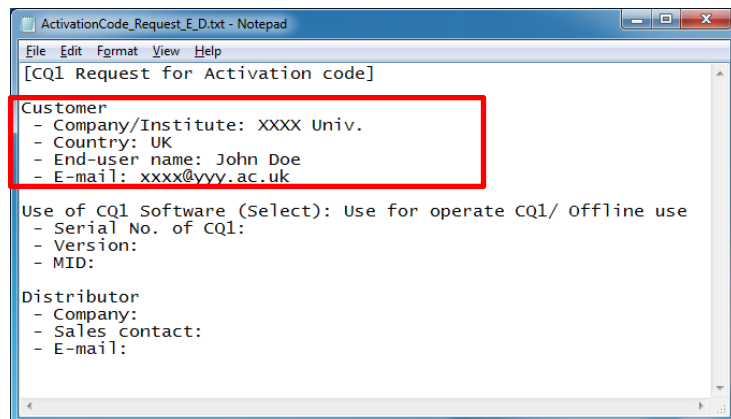 ActivationCode_Request_E_D.txt - Notepad
File Edit Format View Help
[CQ1 Request for Activation code]
Customer
- Company/Institute: XXXX Univ.
- Country: UK
- End-user name: John Doe
- E-mail: xxxx@yyy.ac.uk
Use of CQ1 Software (Select): Use for operate CQ1/ Offline use
- Serial No. of CQ1:
- Version:
- MID:
Distributor
- Company:
- Sales contact:
- E-mail: